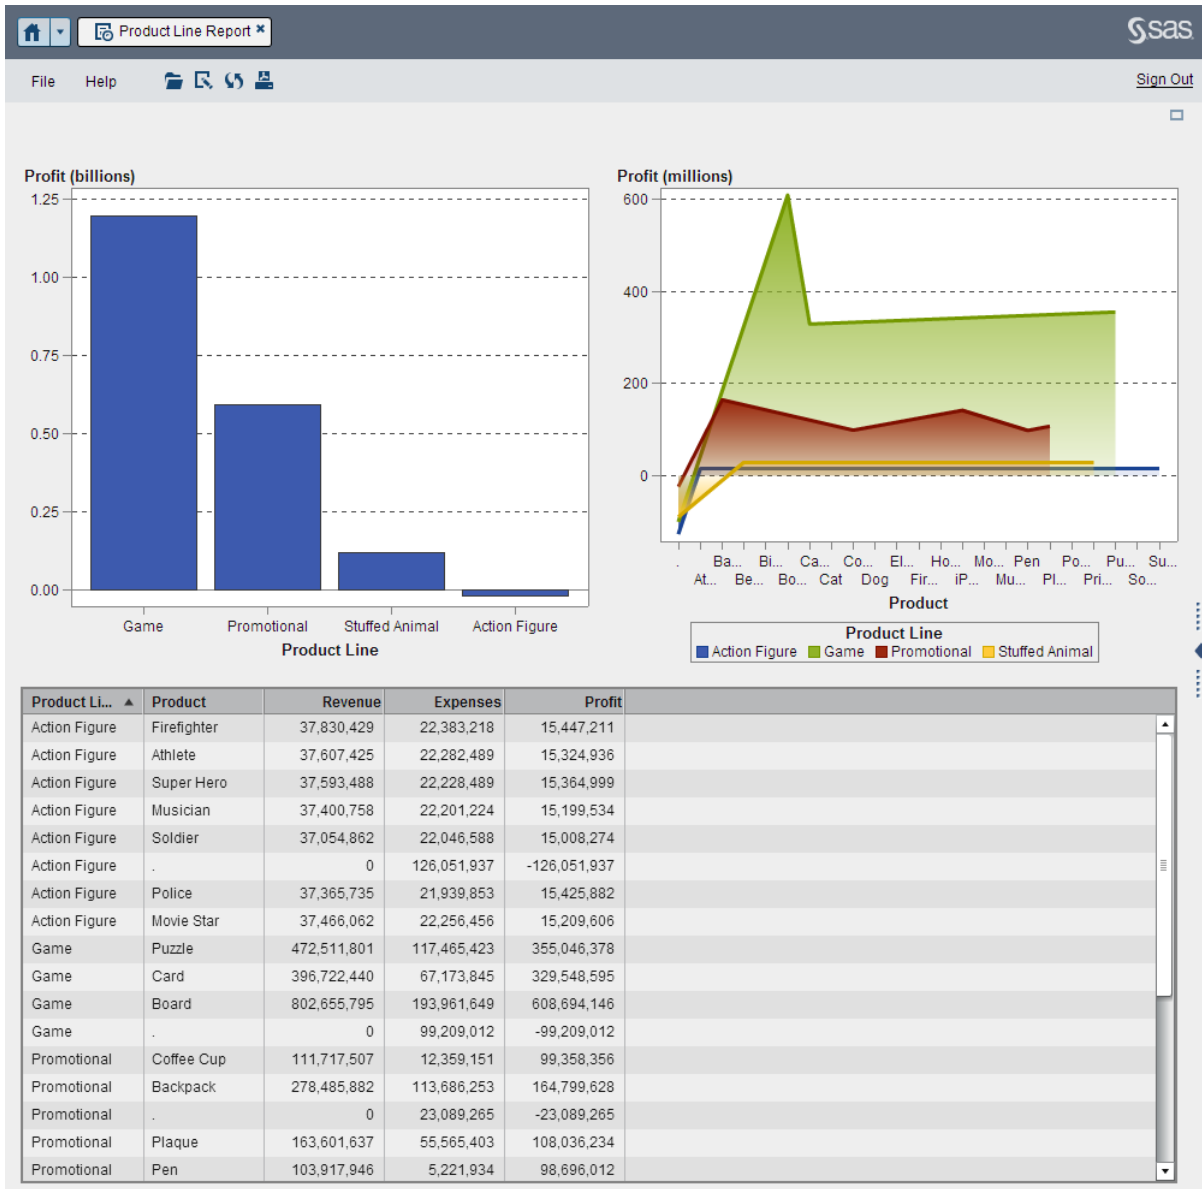 Product Line Report ×
sas
File Help
Sign Out
Profit (billions)
1.25
1.00
0.75
0.50
0.25
0.00
Game Promotional Stuffed Animal Action Figure
Product Line
Profit (millions)
600
400
200
0
. Ba... Bi... Ca... Co... El... Ho... Mo... Pen Po... Pu... Su...
At... Be... Bo... Cat Dog Fir... iP... Mu... Pl... Pri... So...
Product
Product Line
Action Figure Game Promotional Stuffed Animal
Product Li... Product Revenue Expenses Profit
Action Figure Firefighter 37,830,429 22,383,218 15,447,211
Action Figure Athlete 37,607,425 22,282,489 15,324,936
Action Figure Super Hero 37,593,488 22,228,489 15,364,999
Action Figure Musician 37,400,758 22,201,224 15,199,534
Action Figure Soldier 37,054,862 22,046,588 15,008,274
Action Figure . 0 126,051,937 -126,051,937
Action Figure Police 37,365,735 21,939,853 15,425,882
Action Figure Movie Star 37,466,062 22,256,456 15,209,606
Game Puzzle 472,511,801 117,465,423 355,046,378
Game Card 396,722,440 67,173,845 329,548,595
Game Board 802,655,795 193,961,649 608,694,146
Game . 0 99,209,012 -99,209,012
Promotional Coffee Cup 111,717,507 12,359,151 99,358,356
Promotional Backpack 278,485,882 113,686,253 164,799,628
Promotional . 0 23,089,265 -23,089,265
Promotional Plaque 163,601,637 55,565,403 108,036,234
Promotional Pen 103,917,946 5,221,934 98,696,012